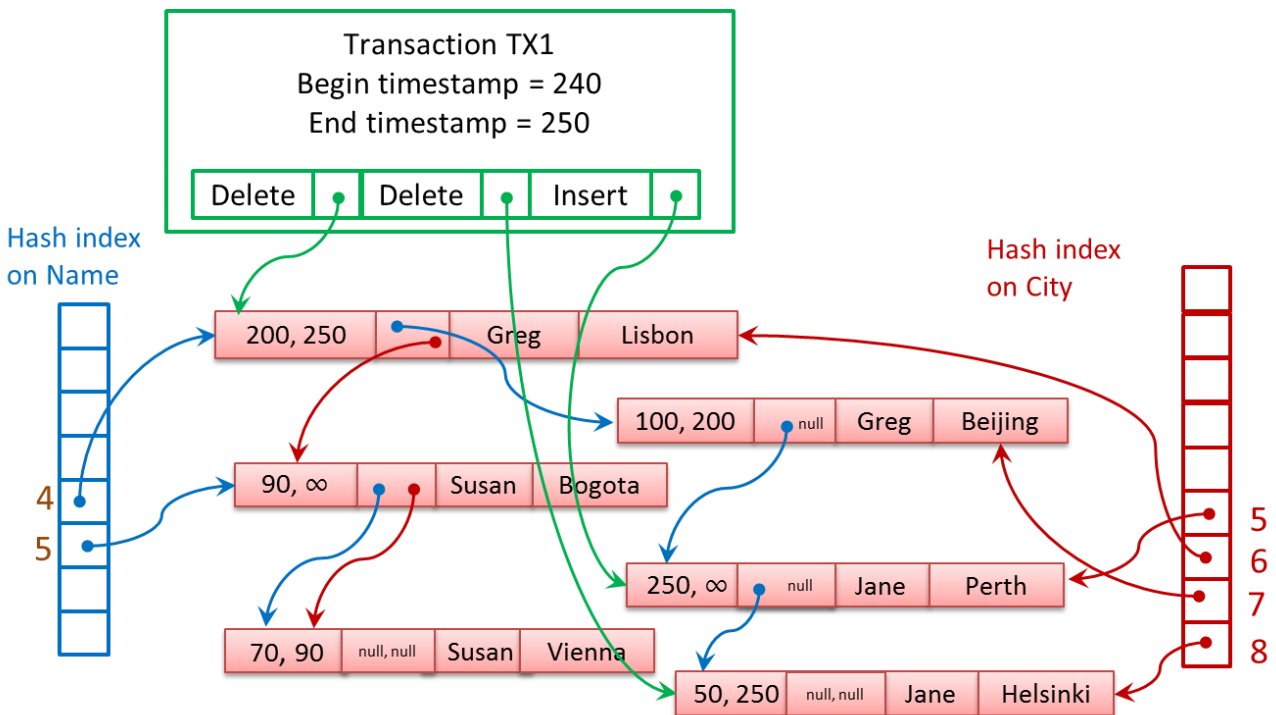 Transaction TX1
Begin timestamp = 240
End timestamp = 250
Delete Delete Insert
Hash index
on Name
Hash index
on City
200, 250 Greg Lisbon
100, 200 null Greg Beijing
90, ∞ Susan Bogota
4
5
5
6
7
8
250, ∞ null Jane Perth
70, 90 null, null Susan Vienna
50, 250 null, null Jane Helsinki